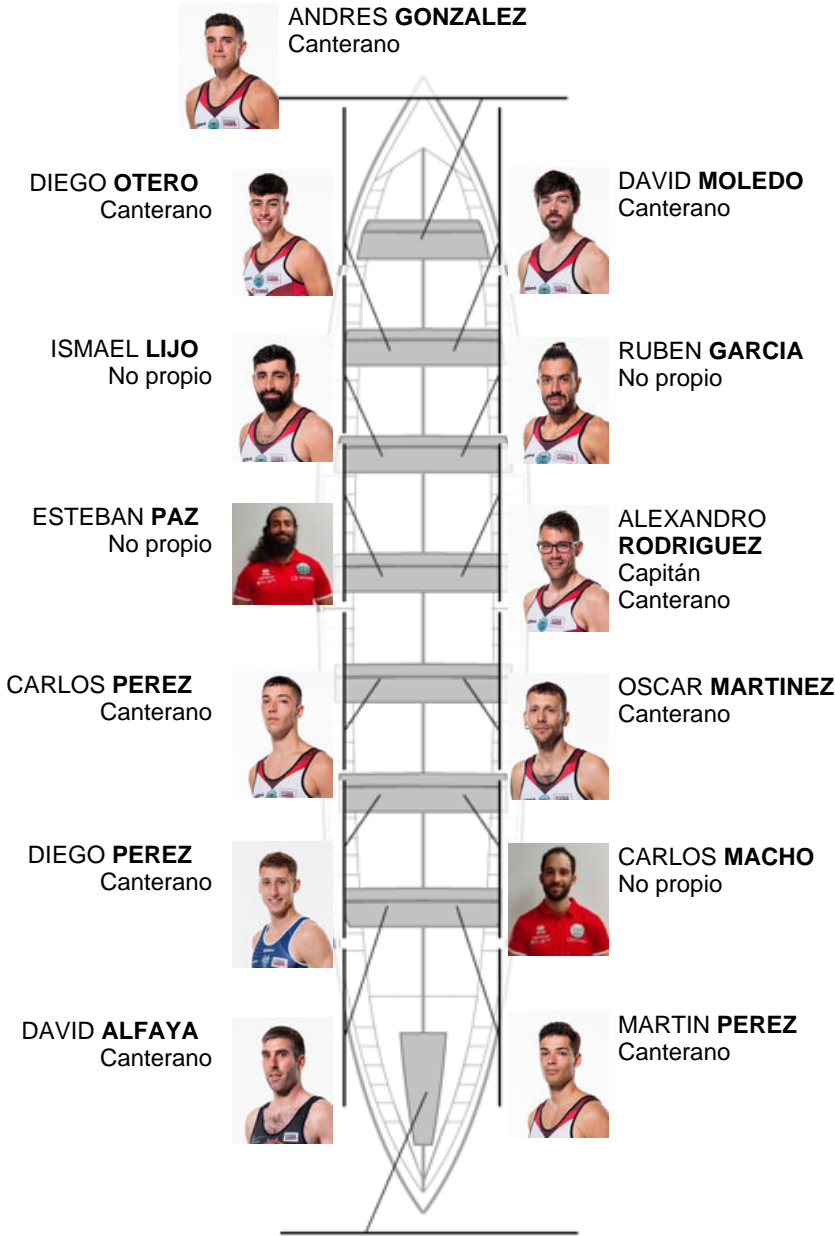 ANDRES GONZALEZ
Canterano
DIEGO OTERO
Canterano
DAVID MOLEDO
Canterano
ISMAEL LIJO
No propio
RUBEN GARCIA
No propio
ESTEBAN PAZ
No propio
ALEXANDRO
RODRIGUEZ
Capitán
Canterano
CARLOS PEREZ
Canterano
OSCAR MARTINEZ
Canterano
DIEGO PEREZ
Canterano
CARLOS MACHO
No propio
DAVID ALFAYA
Canterano
MARTIN PEREZ
Canterano